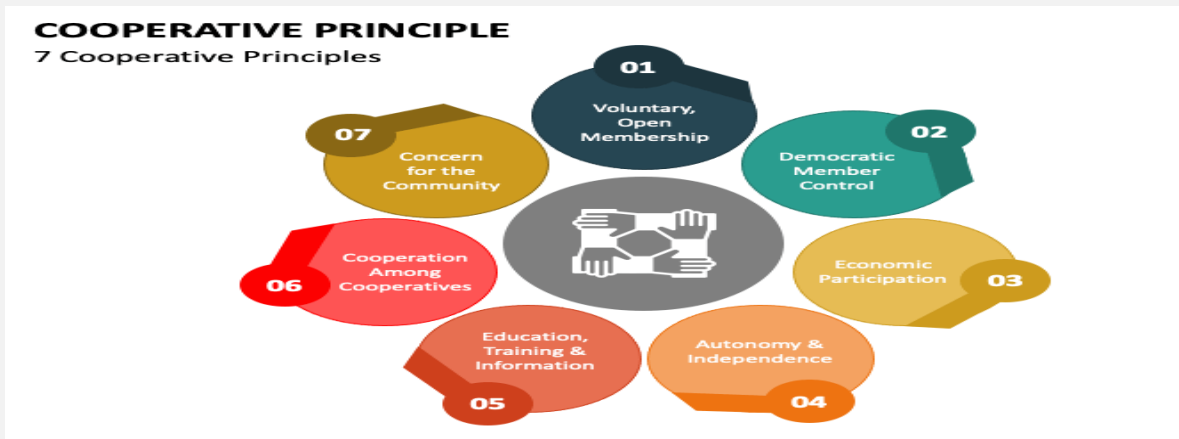 COOPERATIVE PRINCIPLE
7 Cooperative Principles
01
Voluntary,
Open
Membership
02
Democratic
Member
Control
03
Economic
Participation
04
Autonomy &
Independence
05
Education,
Training &
Information
06
Cooperation
Among
Cooperatives
07
Concern
for the
Community